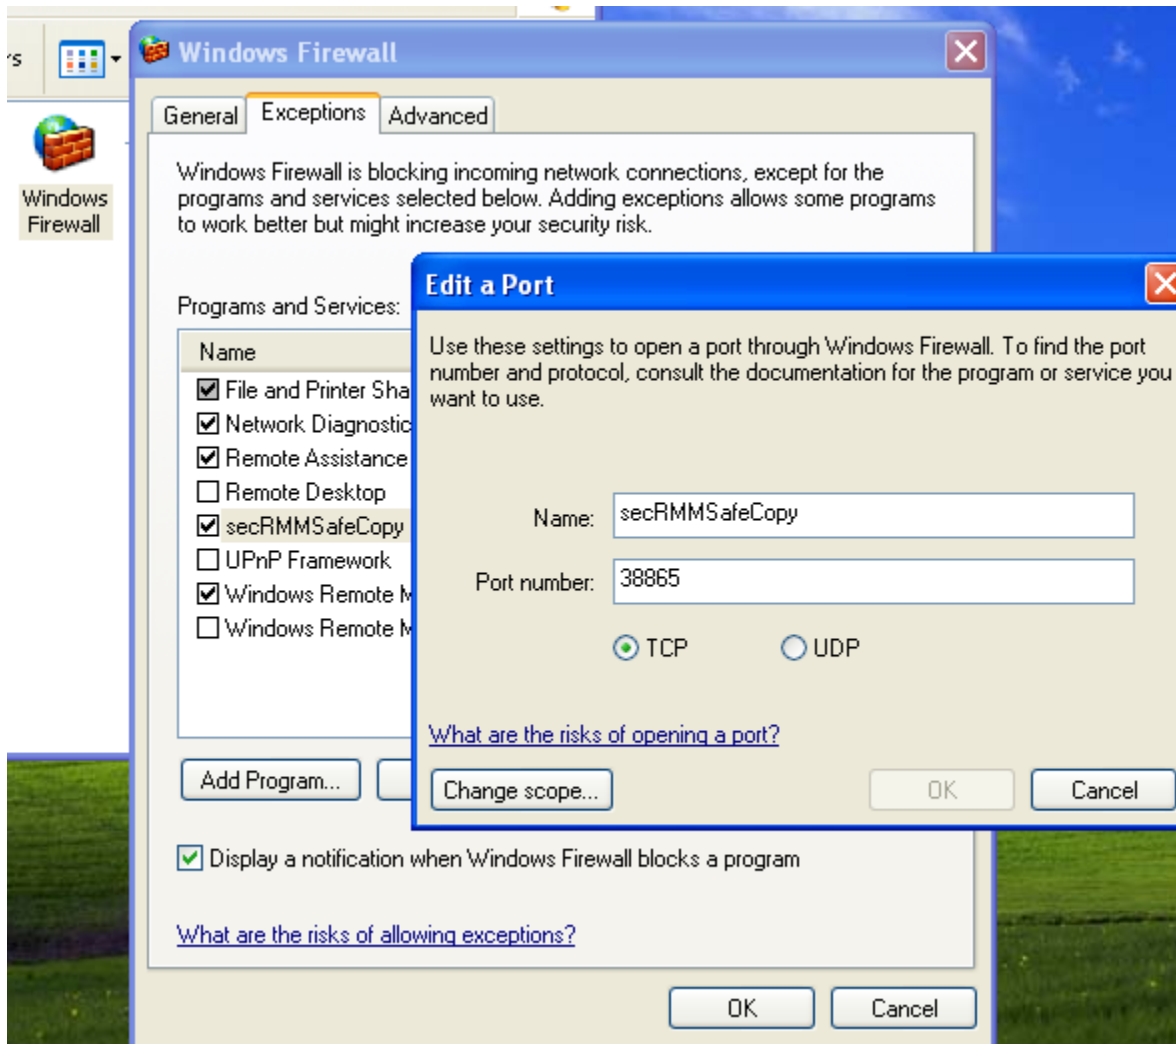 Windows Firewall
General
Exceptions
Advanced
Windows
Firewall
Windows Firewall is blocking incoming network connections, except for the
programs and services selected below. Adding exceptions allows some programs
to work better but might increase your security risk.
Programs and Services:
Name
File and Printer Sha
Network Diagnostic
Remote Assistance
Remote Desktop
secRMMSafeCopy
UPnP Framework
Windows Remote M
Windows Remote M
Add Program...
Display a notification when Windows Firewall blocks a program
What are the risks of allowing exceptions?
OK
Cancel
Edit a Port
Use these settings to open a port through Windows Firewall. To find the port
number and protocol, consult the documentation for the program or service you
want to use.
Name:
secRMMSafeCopy
Port number:
38865
TCP
UDP
What are the risks of opening a port?
Change scope...
OK
Cancel